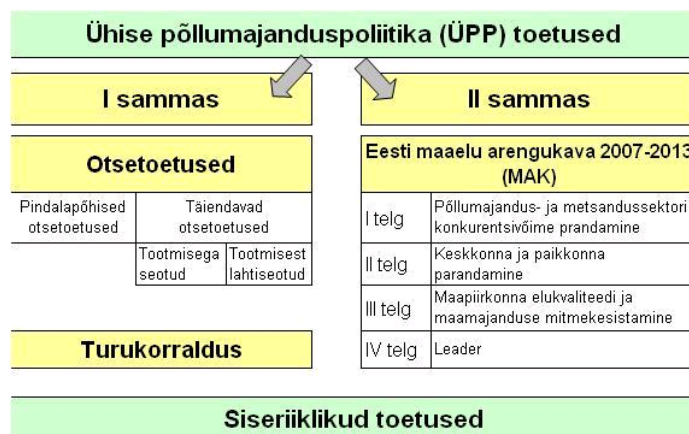 Ühise põllumajanduspoliitika (ÜPP) toetused
I sammas
Otsetoetused
Pindalapõhised
otsetoetused
Täiendavad
otsetoetused
Tootmisega
seotud
Tootmisest
lahtiseotud
Turukorraldus
II sammas
Eesti maaelu arengukava 2007-2013
(MAK)
I telg
Põllumajandus- ja metsandussektori
konkurentsivõime prandamine
II telg
Keskkonna ja paikkonna
parandamine
III telg
Maapiirkonna elukvaliteedi ja
maamajanduse mitmekesistamine
IV telg
Leader
Siseriiklikud toetused